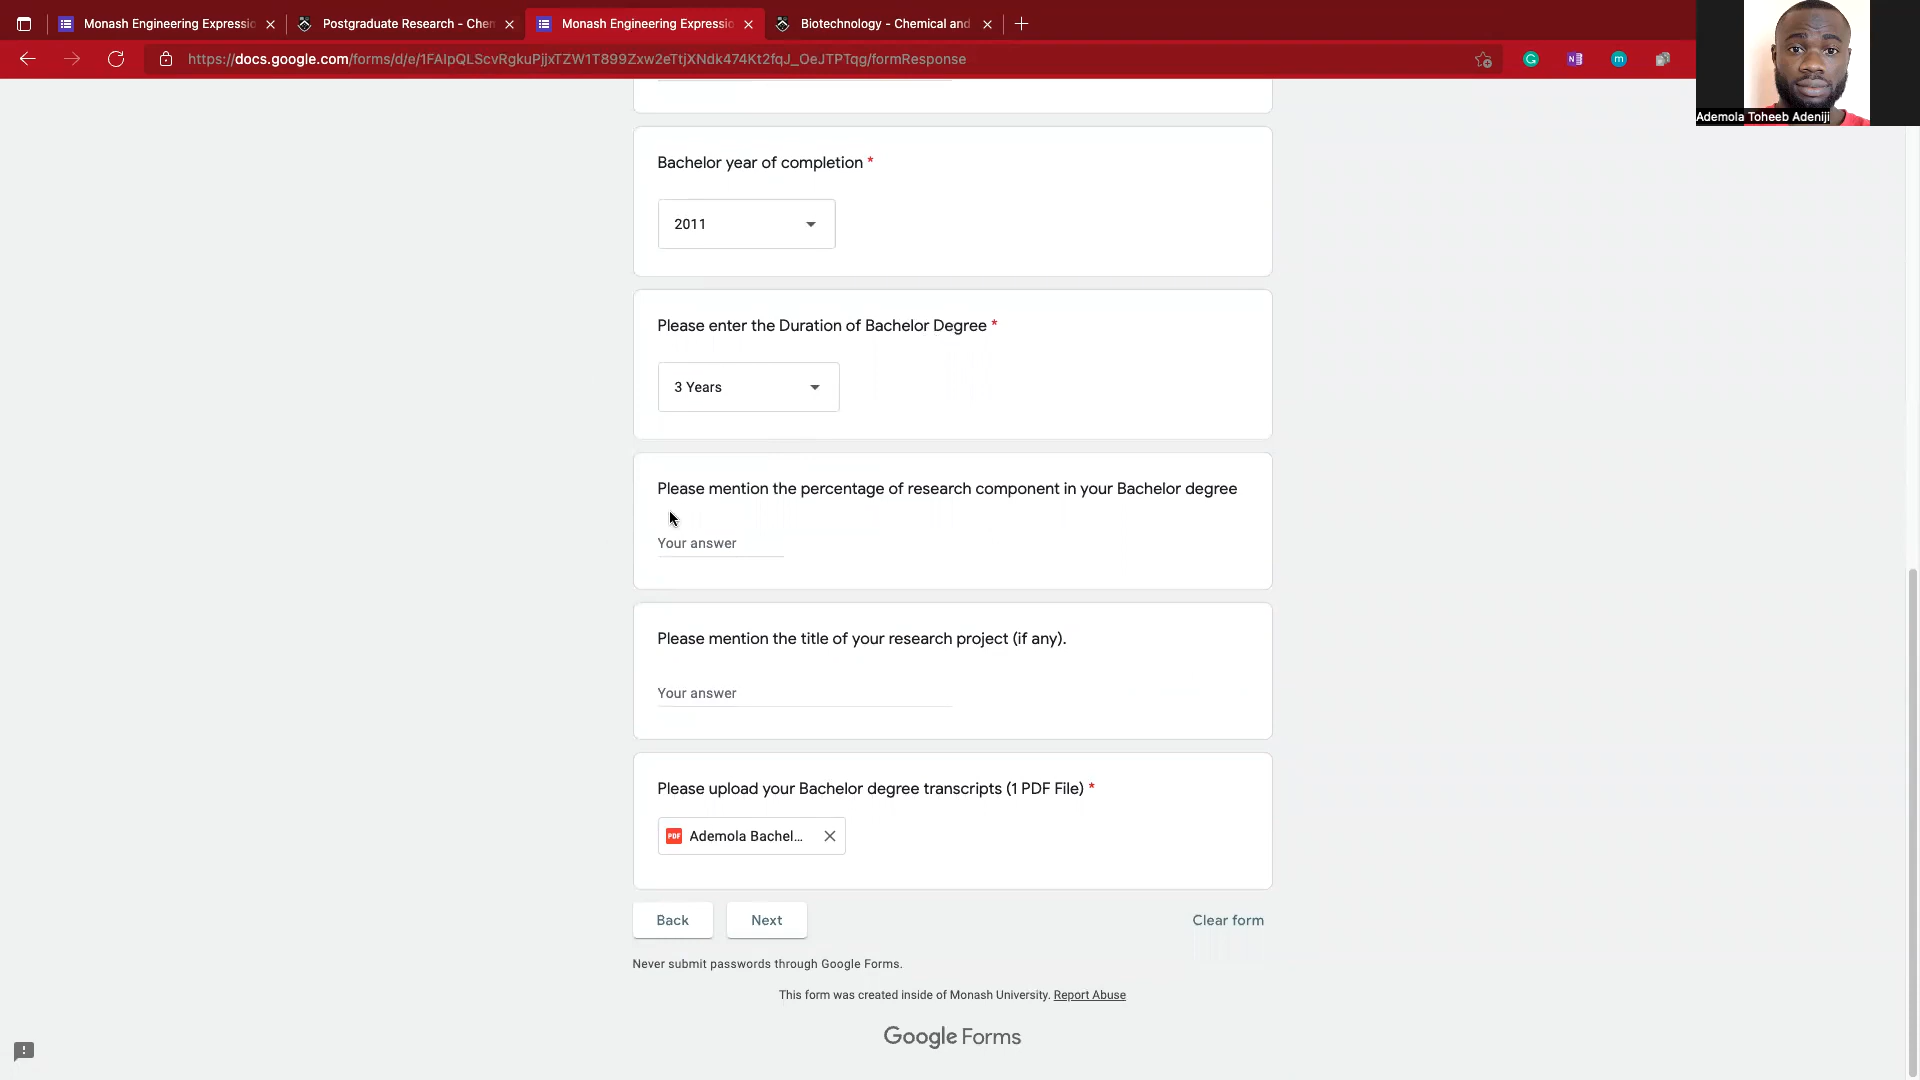 Monash Engineering Expressio
Postgraduate Research - Chem
Monash Engineering Expressio
Biotechnology - Chemical and
https://docs.google.com/forms/d/e/1FAIpQLScvRgkuPjjxTZW1T899Zxw2eTtjXNdk474Kt2fqJ_OeJTPTqg/formResponse
Ademola Toheeb Adeniji
Bachelor year of completion *
2011
Please enter the Duration of Bachelor Degree *
3 Years
Please mention the percentage of research component in your Bachelor degree
Your answer
Please mention the title of your research project (if any).
Your answer
Please upload your Bachelor degree transcripts (1 PDF File) *
PDF Ademola Bachel...
Back Next Clear form
Never submit passwords through Google Forms.
This form was created inside of Monash University. Report Abuse
Google Forms